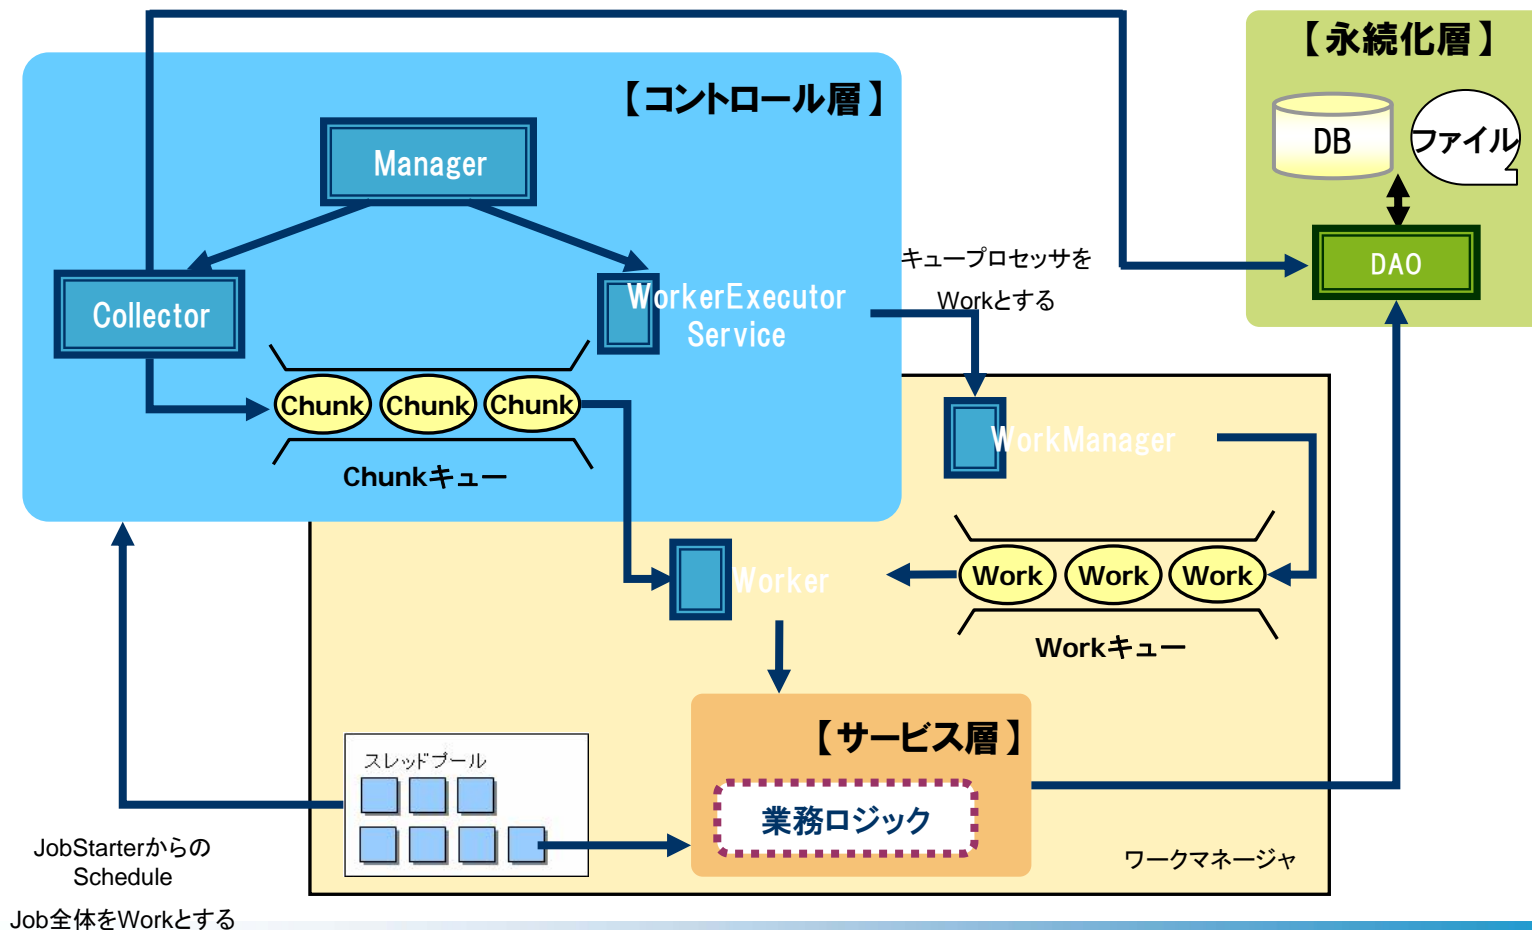 【コントロール層】
【永続化層】
Manager
DB
ファイル
Collector
WorkerExecutor
Service
キュープロセッサを
Workとする
DAO
Chunk
Chunk
Chunk
Chunkキュー
WorkManager
Worker
Work
Work
Work
Workキュー
【サービス層】
業務ロジック
スレッドプール
ワークマネージャ
JobStarterからの
Schedule
Job全体をWorkとする